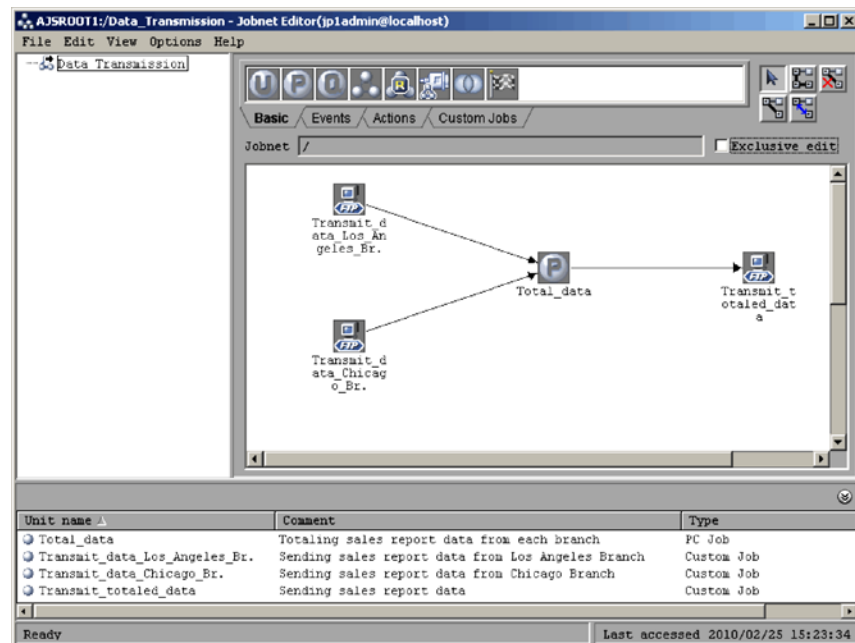 AJSROOT1:/Data_Transmission - Jobnet Editor(jp1admin@localhost)
File Edit View Options Help
Data Transmission
U P Q R
Basic Events Actions Custom Jobs
Jobnet / Exclusive edit
FTP
Transmit_d
ata_Los_An
geles_Br.
P
Total_data
FTP
Transmit_t
otaled_dat
a
FTP
Transmit_d
ata_Chicag
o_Br.
Unit name Comment Type
Total_data Totaling sales report data from each branch PC Job
Transmit_data_Los_Angeles_Br. Sending sales report data from Los Angeles Branch Custom Job
Transmit_data_Chicago_Br. Sending sales report data from Chicago Branch Custom Job
Transmit_totaled_data Sending sales report data Custom Job
Ready Last accessed 2010/02/25 15:23:34